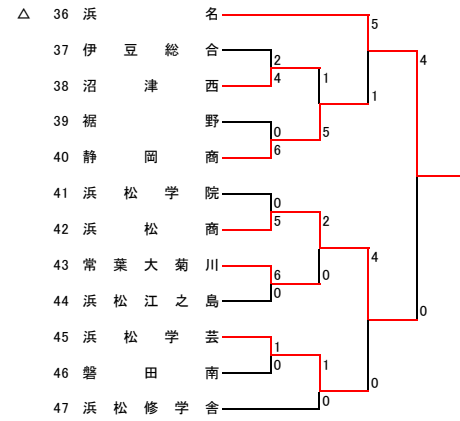 △ 36 浜名
37 伊豆総合
38 沼津西
39 裾野
40 静岡商
41 浜松学院
42 浜松商
43 常葉大菊川
44 浜松江之島
45 浜松学芸
46 磐田南
47 浜松修学舎
5
4
2
4
1
1
0
6
5
0
5
2
4
6
0
0
0
1
0
1
0
0